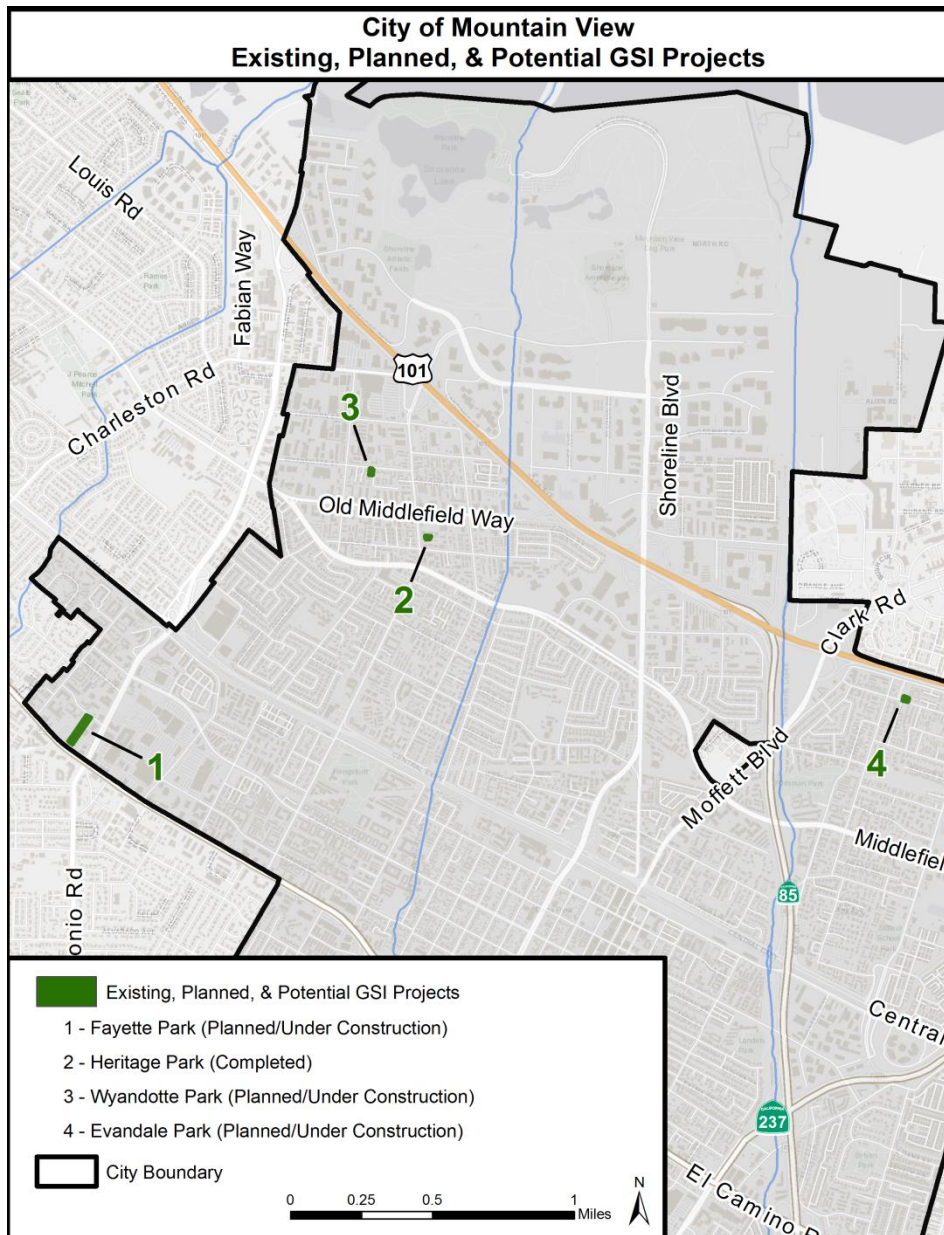 City of Mountain View
Existing, Planned, & Potential GSI Projects
Louis Rd
Fabian Way
Charleston Rd
101
3
Shoreline Blvd
Old Middlefield Way
2
Clark Rd
1
4
Moffett Blvd
Middlefiel
85
onio Rd
Central
237
El Camino R
Existing, Planned, & Potential GSI Projects
1 - Fayette Park (Planned/Under Construction)
2 - Heritage Park (Completed)
3 - Wyandotte Park (Planned/Under Construction)
4 - Evandale Park (Planned/Under Construction)
City Boundary
0 0.25 0.5 1
Miles
N